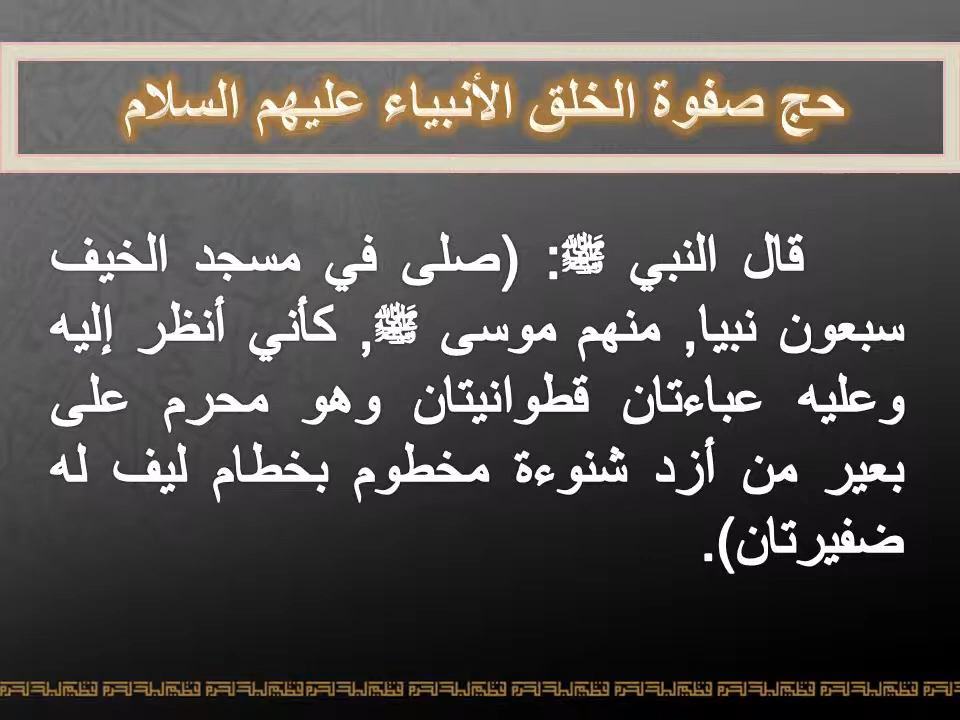 حج صفوة الخلق الأنبياء عليهم السلام
قال النبي ﷺ: (صلى في مسجد الخيف
سبعون نبيا, منهم موسى ﷺ, كأني أنظر إليه
وعليه عباءتان قطوانيتان وهو محرم على
بعير من أزد شنوءة مخطوم بخطام ليف له
ضفيرتان).